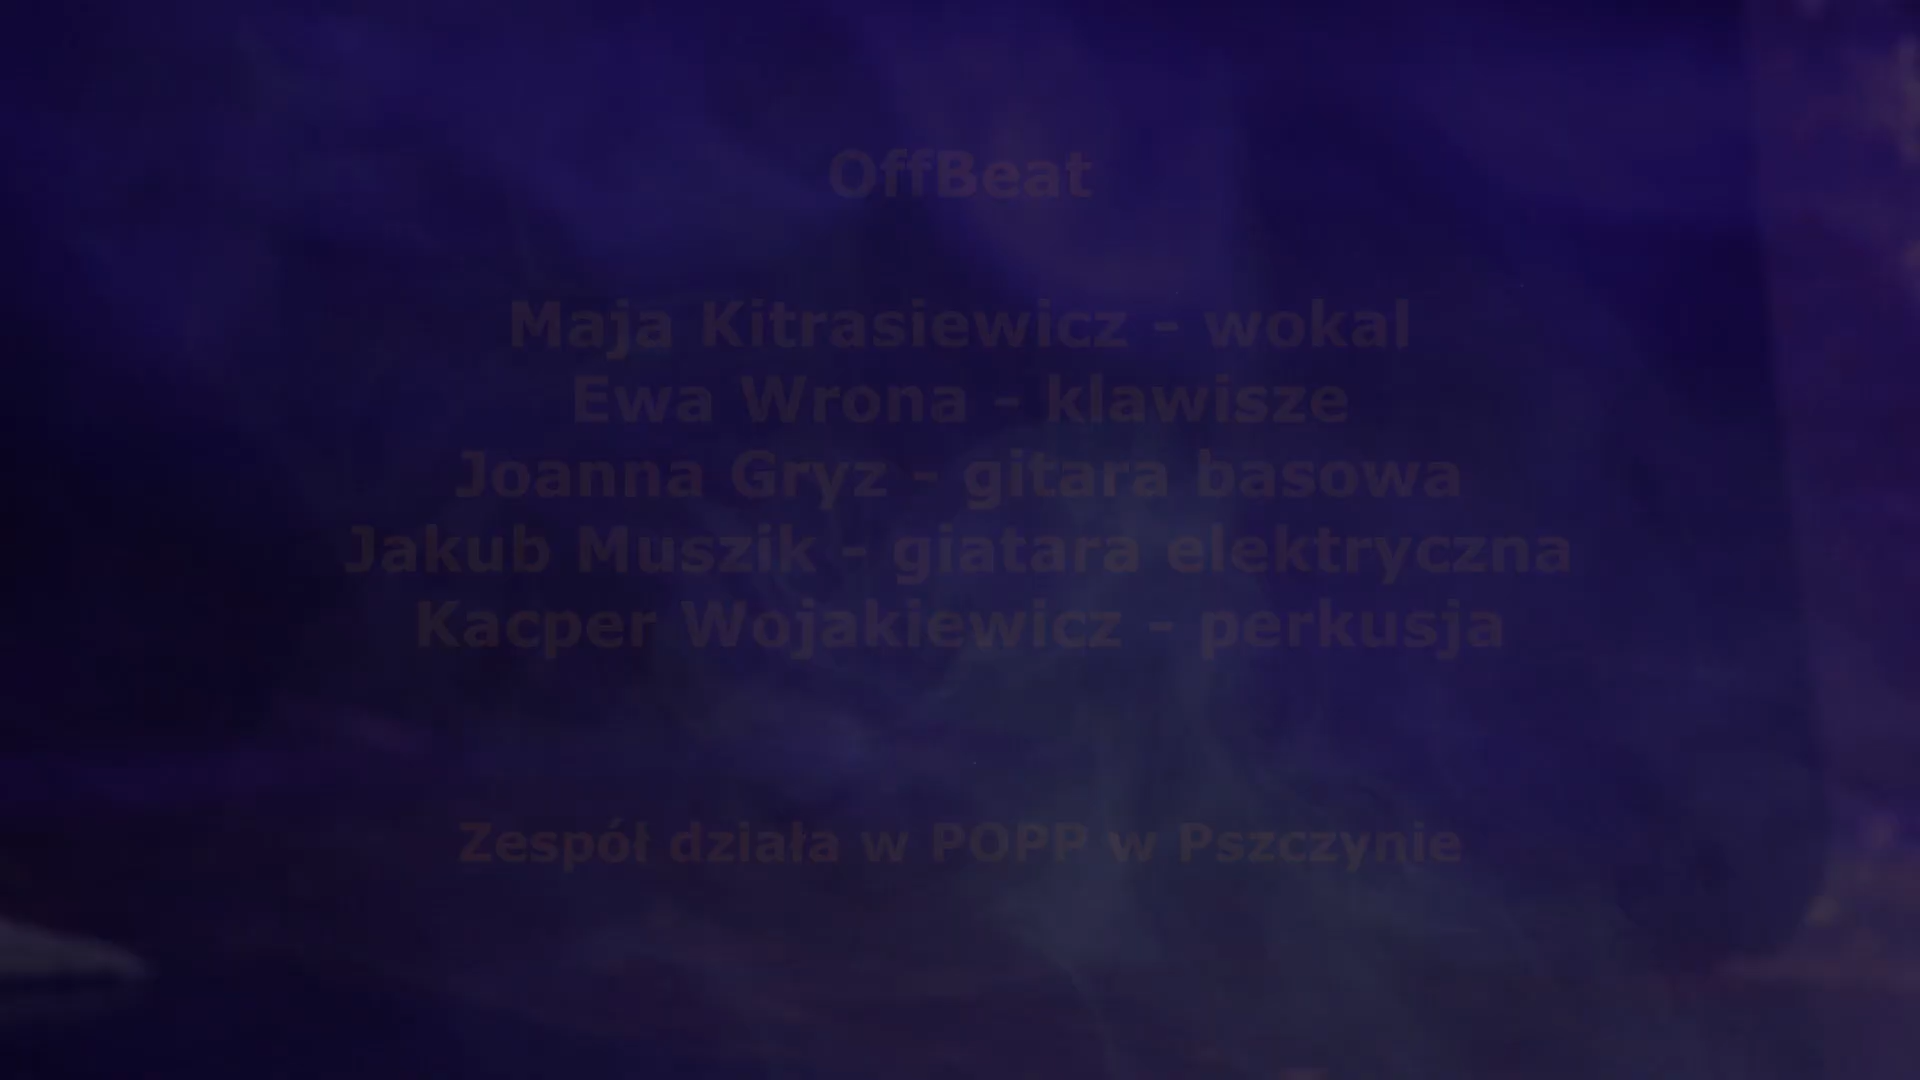 OffBeat
Maja Kitrasiewicz - wokal
Ewa Wrona - klawisze
Joanna Gryz - gitara basowa
Jakub Muszik - giatara elektryczna
Kacper Wojakiewicz - perkusja
Zespół działa w POPP w Pszczynie